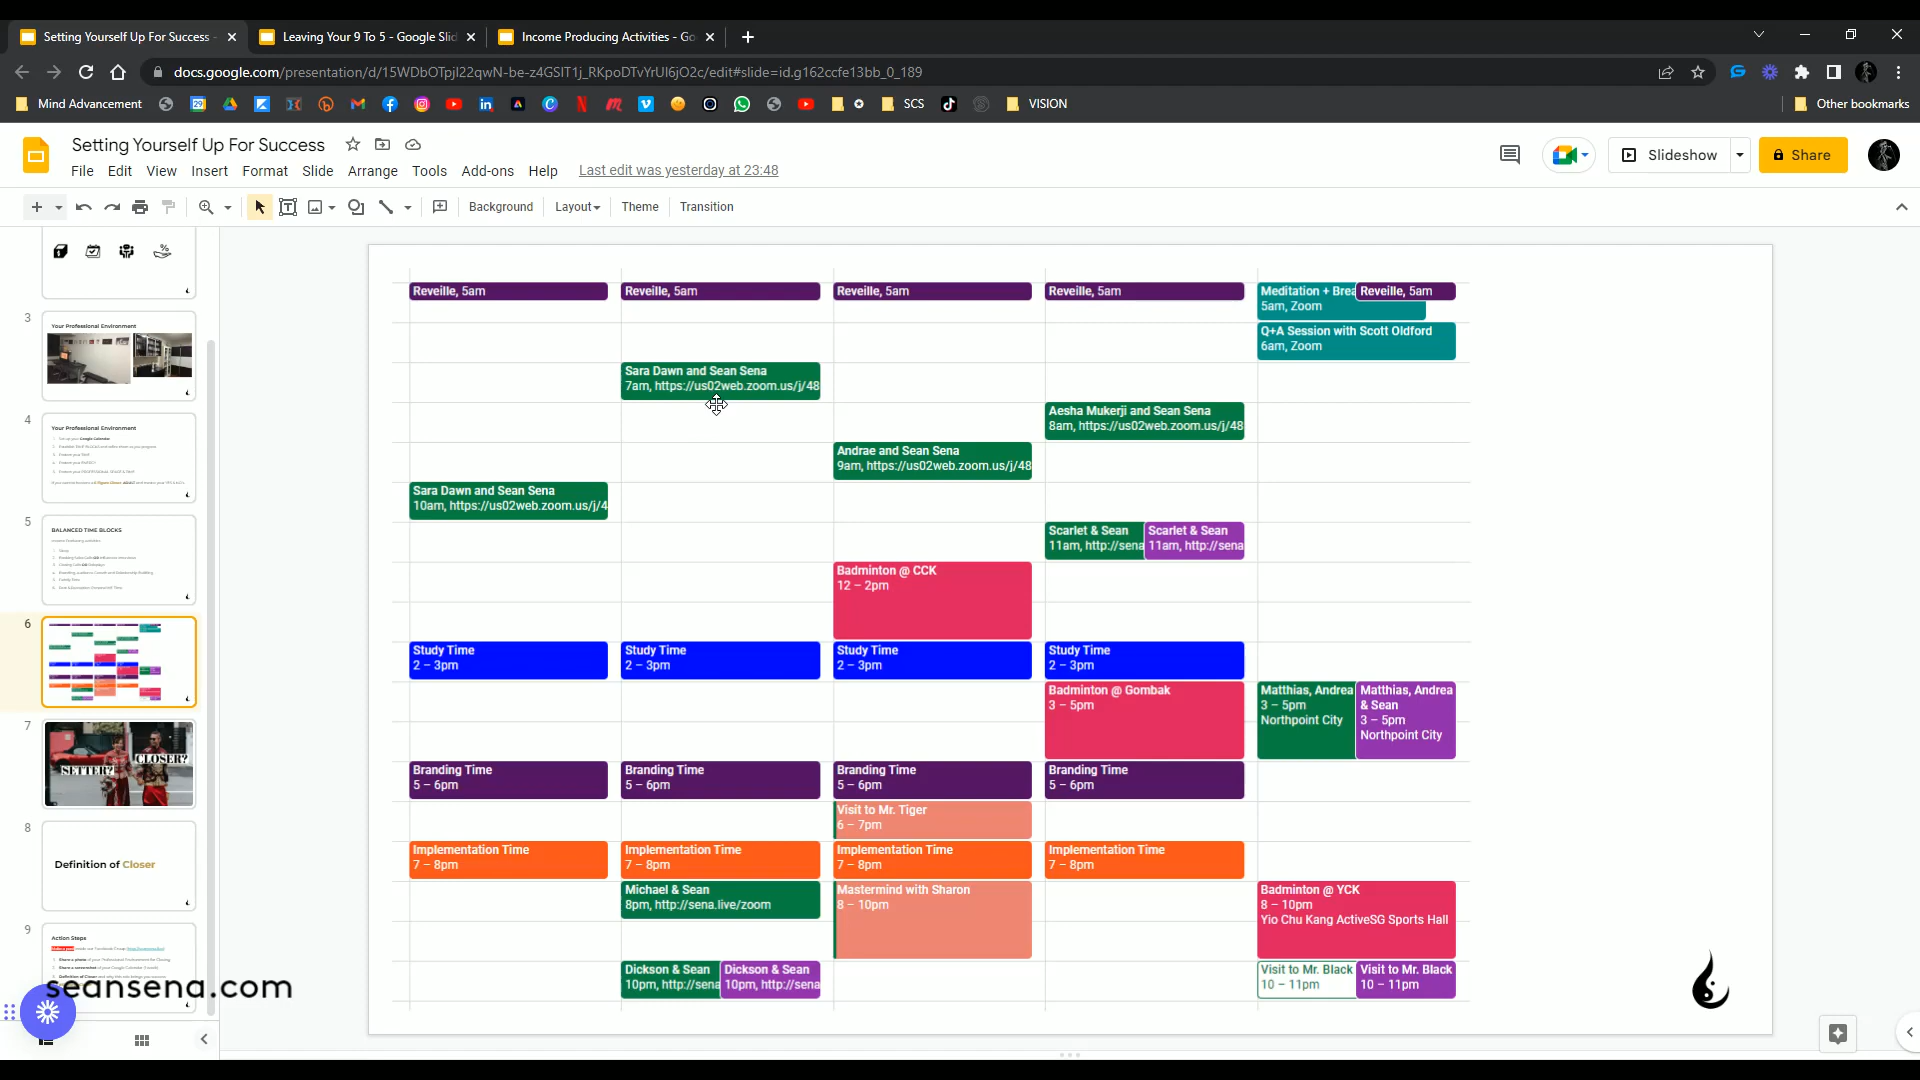 Setting Yourself Up For Success -
Leaving Your 9 To 5 - Google Slid
Income Producing Activities - Go
docs.google.com/presentation/d/15WDbOTpjl22qwN-be-z4GSIT1j_RKpoDTvYrUl6jO2c/edit#slide=id.g162ccfe13bb_0_189
Mind Advancement
SCS
VISION
Other bookmarks
Setting Yourself Up For Success
File Edit View Insert Format Slide Arrange Tools Add-ons Help Last edit was yesterday at 23:48
Slideshow
Share
Background Layout Theme Transition
3
Your Professional Environment
4
Your Professional Environment
5
BALANCED TIME BLOCKS
6
7
SETTER?
CLOSER?
8
Definition of Closer
9
Action Steps
seansena.com
Reveille, 5am
Reveille, 5am
Reveille, 5am
Reveille, 5am
Meditation + Brea
5am, Zoom
Reveille, 5am
Q+A Session with Scott Oldford
6am, Zoom
Sara Dawn and Sean Sena
7am, https://us02web.zoom.us/j/48
Aesha Mukerji and Sean Sena
8am, https://us02web.zoom.us/j/48
Andrae and Sean Sena
9am, https://us02web.zoom.us/j/48
Sara Dawn and Sean Sena
10am, https://us02web.zoom.us/j/4
Scarlet & Sean
11am, http://sena
Scarlet & Sean
11am, http://sena
Badminton @ CCK
12 – 2pm
Study Time
2 – 3pm
Study Time
2 – 3pm
Study Time
2 – 3pm
Study Time
2 – 3pm
Badminton @ Gombak
3 – 5pm
Matthias, Andrea
3 – 5pm
Northpoint City
Matthias, Andrea
& Sean
3 – 5pm
Northpoint City
Branding Time
5 – 6pm
Branding Time
5 – 6pm
Branding Time
5 – 6pm
Branding Time
5 – 6pm
Visit to Mr. Tiger
6 – 7pm
Implementation Time
7 – 8pm
Implementation Time
7 – 8pm
Implementation Time
7 – 8pm
Implementation Time
7 – 8pm
Michael & Sean
8pm, http://sena.live/zoom
Mastermind with Sharon
8 – 10pm
Badminton @ YCK
8 – 10pm
Yio Chu Kang ActiveSG Sports Hall
Dickson & Sean
10pm, http://sena
Dickson & Sean
10pm, http://sena
Visit to Mr. Black
10 – 11pm
Visit to Mr. Black
10 – 11pm